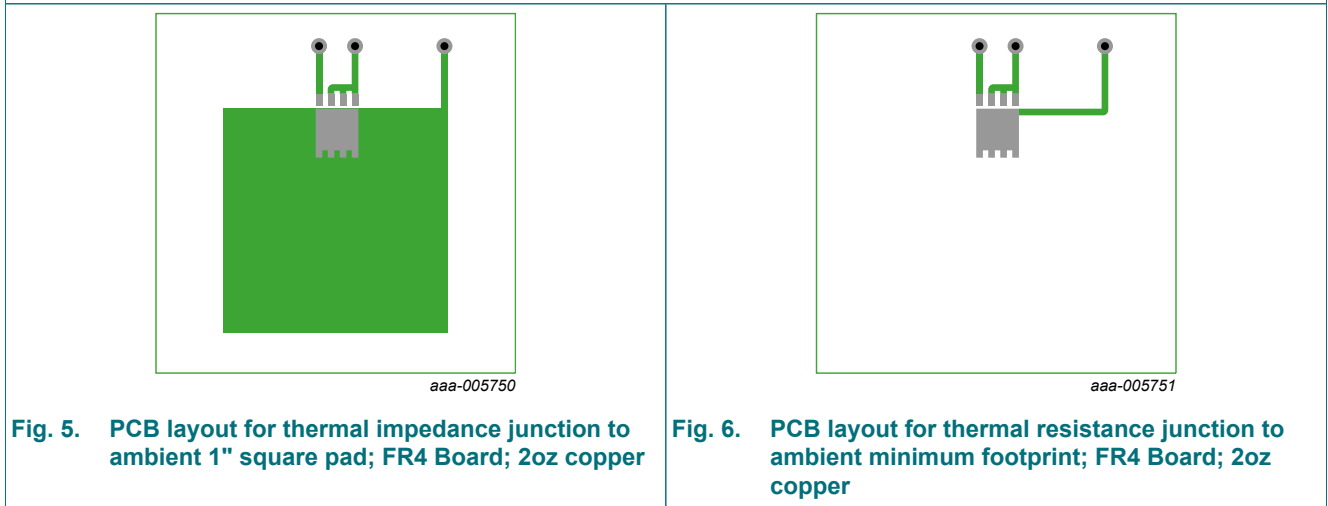 aaa-005750
Fig. 5. PCB layout for thermal impedance junction to
ambient 1" square pad; FR4 Board; 2oz copper
aaa-005751
Fig. 6. PCB layout for thermal resistance junction to
ambient minimum footprint; FR4 Board; 2oz
copper